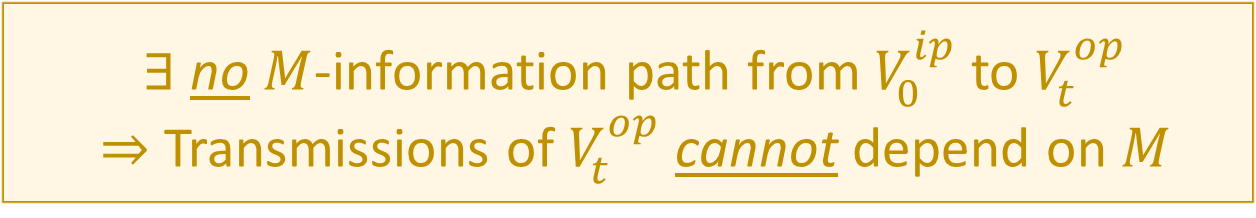 ∃ no M-information path from V_0^{ip} to V_t^{op}
⇒ Transmissions of V_t^{op} cannot depend on M